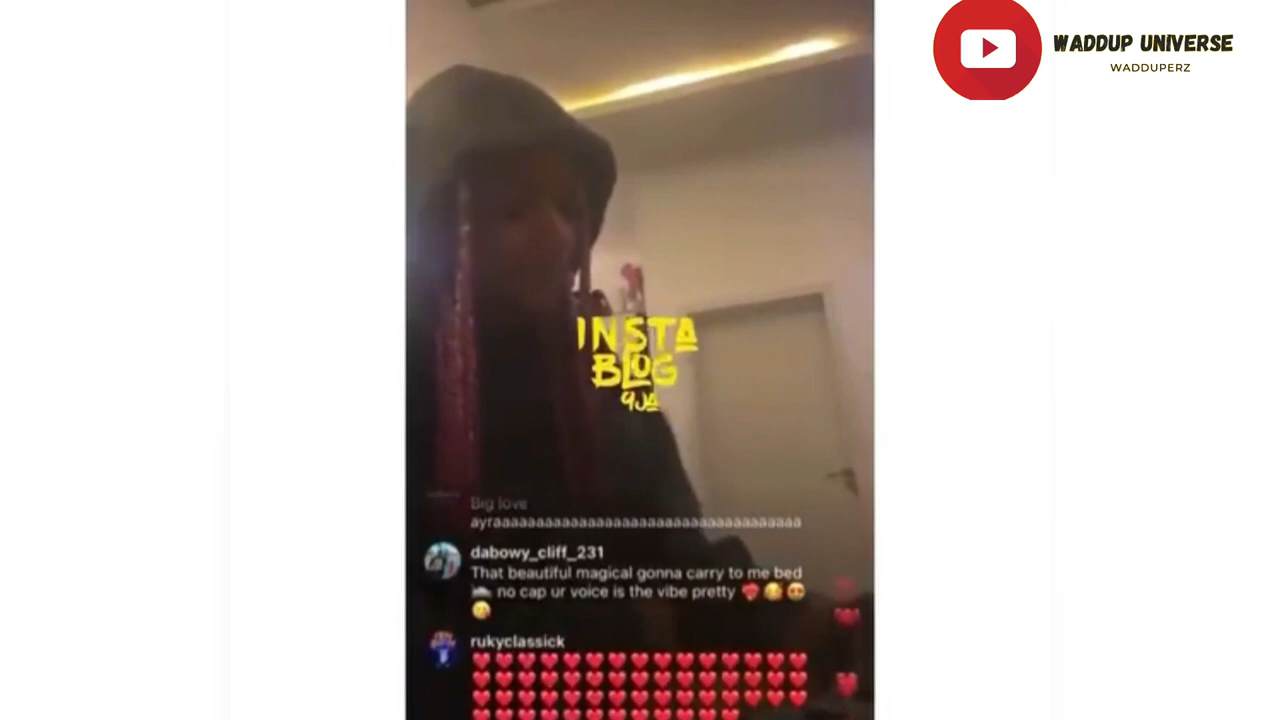 WADDUP UNIVERSE
WADDUPERZ
INSTA
BLOG
9JA
Big love
ayraaaaaaaaaaaaaaaaaaaaaaaaaaaaaaaaaaaa
dabowy_cliff_231
That beautiful magical gonna carry to me bed
🛏 no cap ur voice is the vibe pretty ❤️ 🥰 😍
😋
rukyclassick
❤️❤️❤️❤️❤️❤️❤️❤️❤️❤️❤️❤️❤️❤️❤️
❤️❤️❤️❤️❤️❤️❤️❤️❤️❤️❤️❤️❤️❤️❤️
❤️❤️❤️❤️❤️❤️❤️❤️❤️❤️❤️❤️❤️❤️❤️
❤️❤️❤️❤️❤️❤️❤️❤️❤️❤️❤️❤️